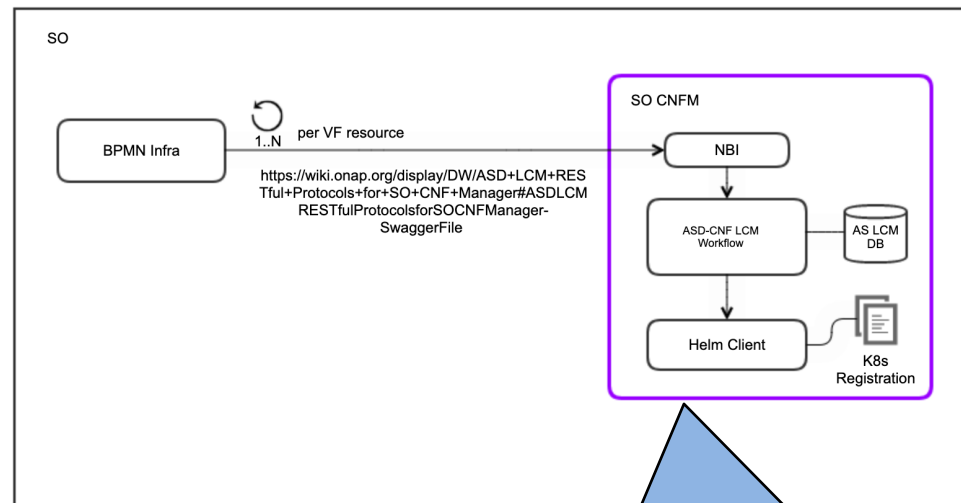 SO
SO CNFM
1..N
per VF resource
BPMN Infra
NBI
https://wiki.onap.org/display/DW/ASD+LCM+RES
Tful+Protocols+for+SO+CNF+Manager#ASDLCM
RESTfulProtocolsforSOCNFManager-
SwaggerFile
ASD-CNF LCM
Workflow
AS LCM
DB
Helm Client
K8s
Registration